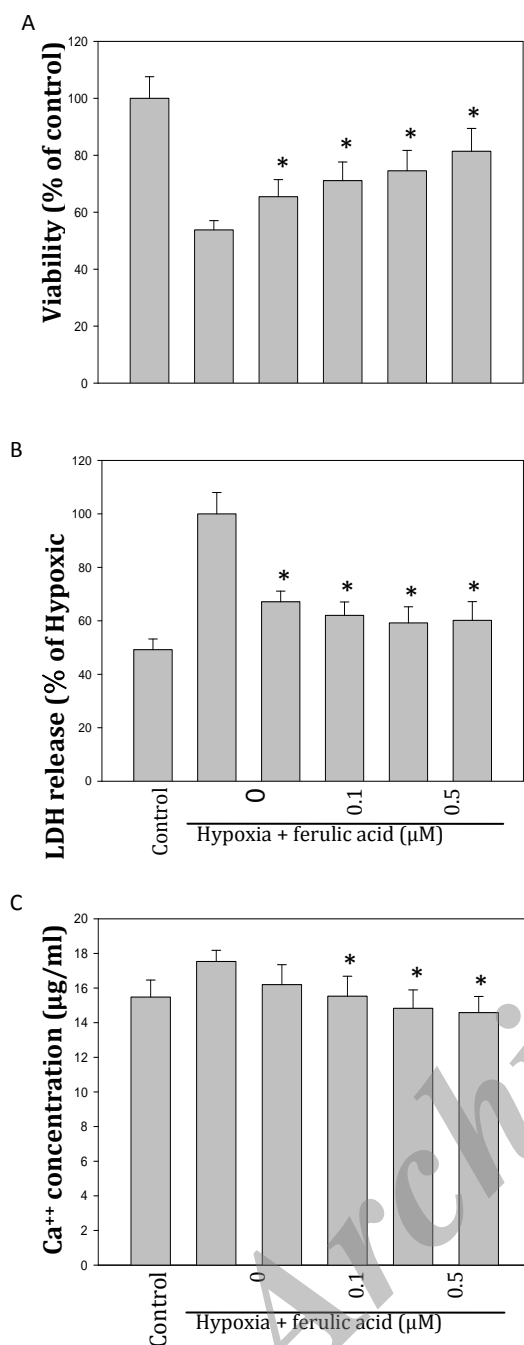 A
Viability (% of control)
120
100
80
60
40
20
0
* * * *
B
LDH release (% of Hypoxic
120
100
80
60
40
20
0
* * * *
Control 0 0.1 0.5
Hypoxia + ferulic acid (μM)
C
Ca⁺⁺ concentration (μg/ml)
20
18
16
14
12
10
8
6
4
2
0
* * *
Control 0 0.1 0.5
Hypoxia + ferulic acid (μM)
Archi